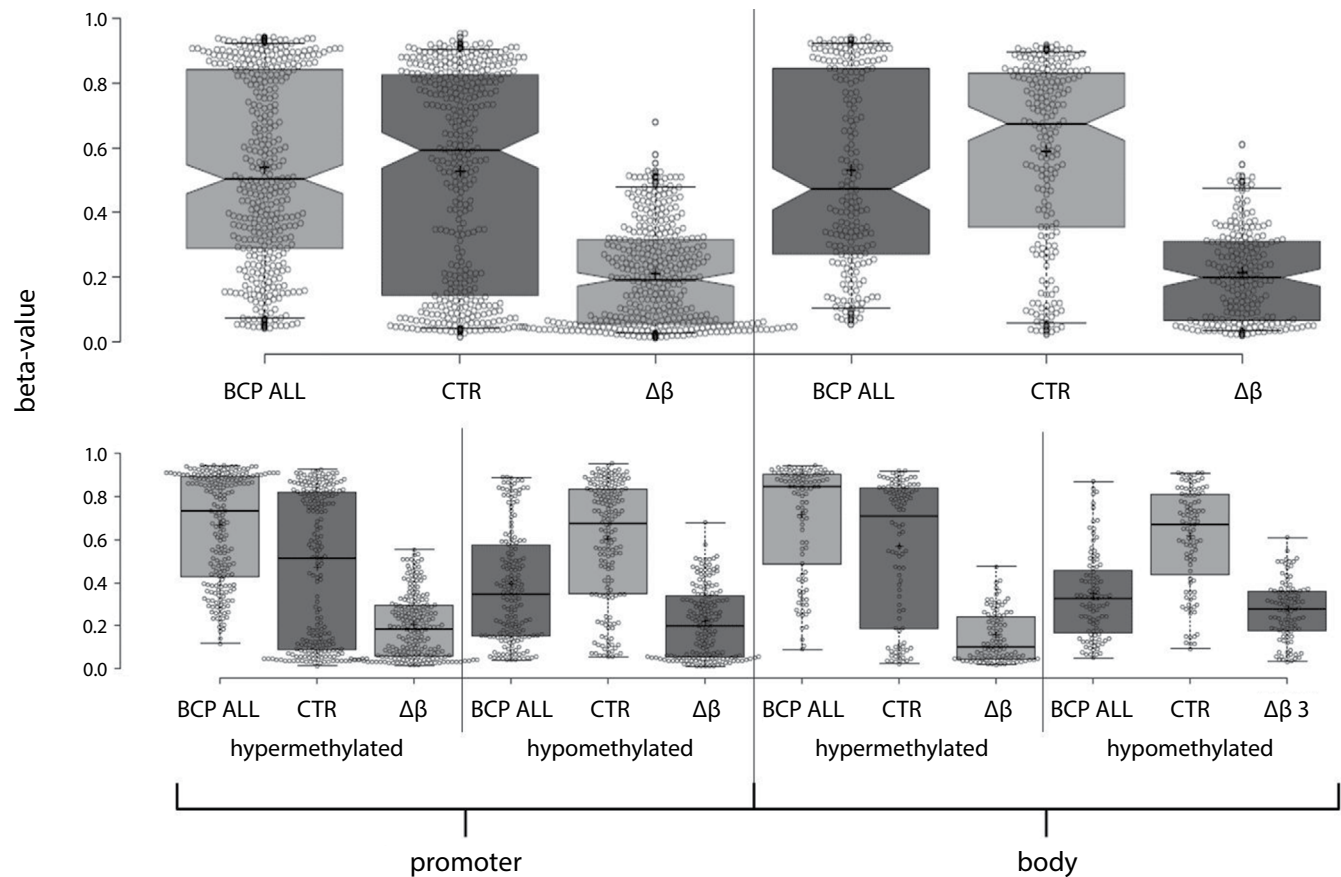 beta-value
1.0
0.8
0.6
0.4
0.2
0.0
BCP ALL CTR Δβ BCP ALL CTR Δβ
1.0
0.8
0.6
0.4
0.2
0.0
BCP ALL CTR Δβ BCP ALL CTR Δβ BCP ALL CTR Δβ BCP ALL CTR Δβ 3
hypermethylated hypomethylated hypermethylated hypomethylated
promoter body